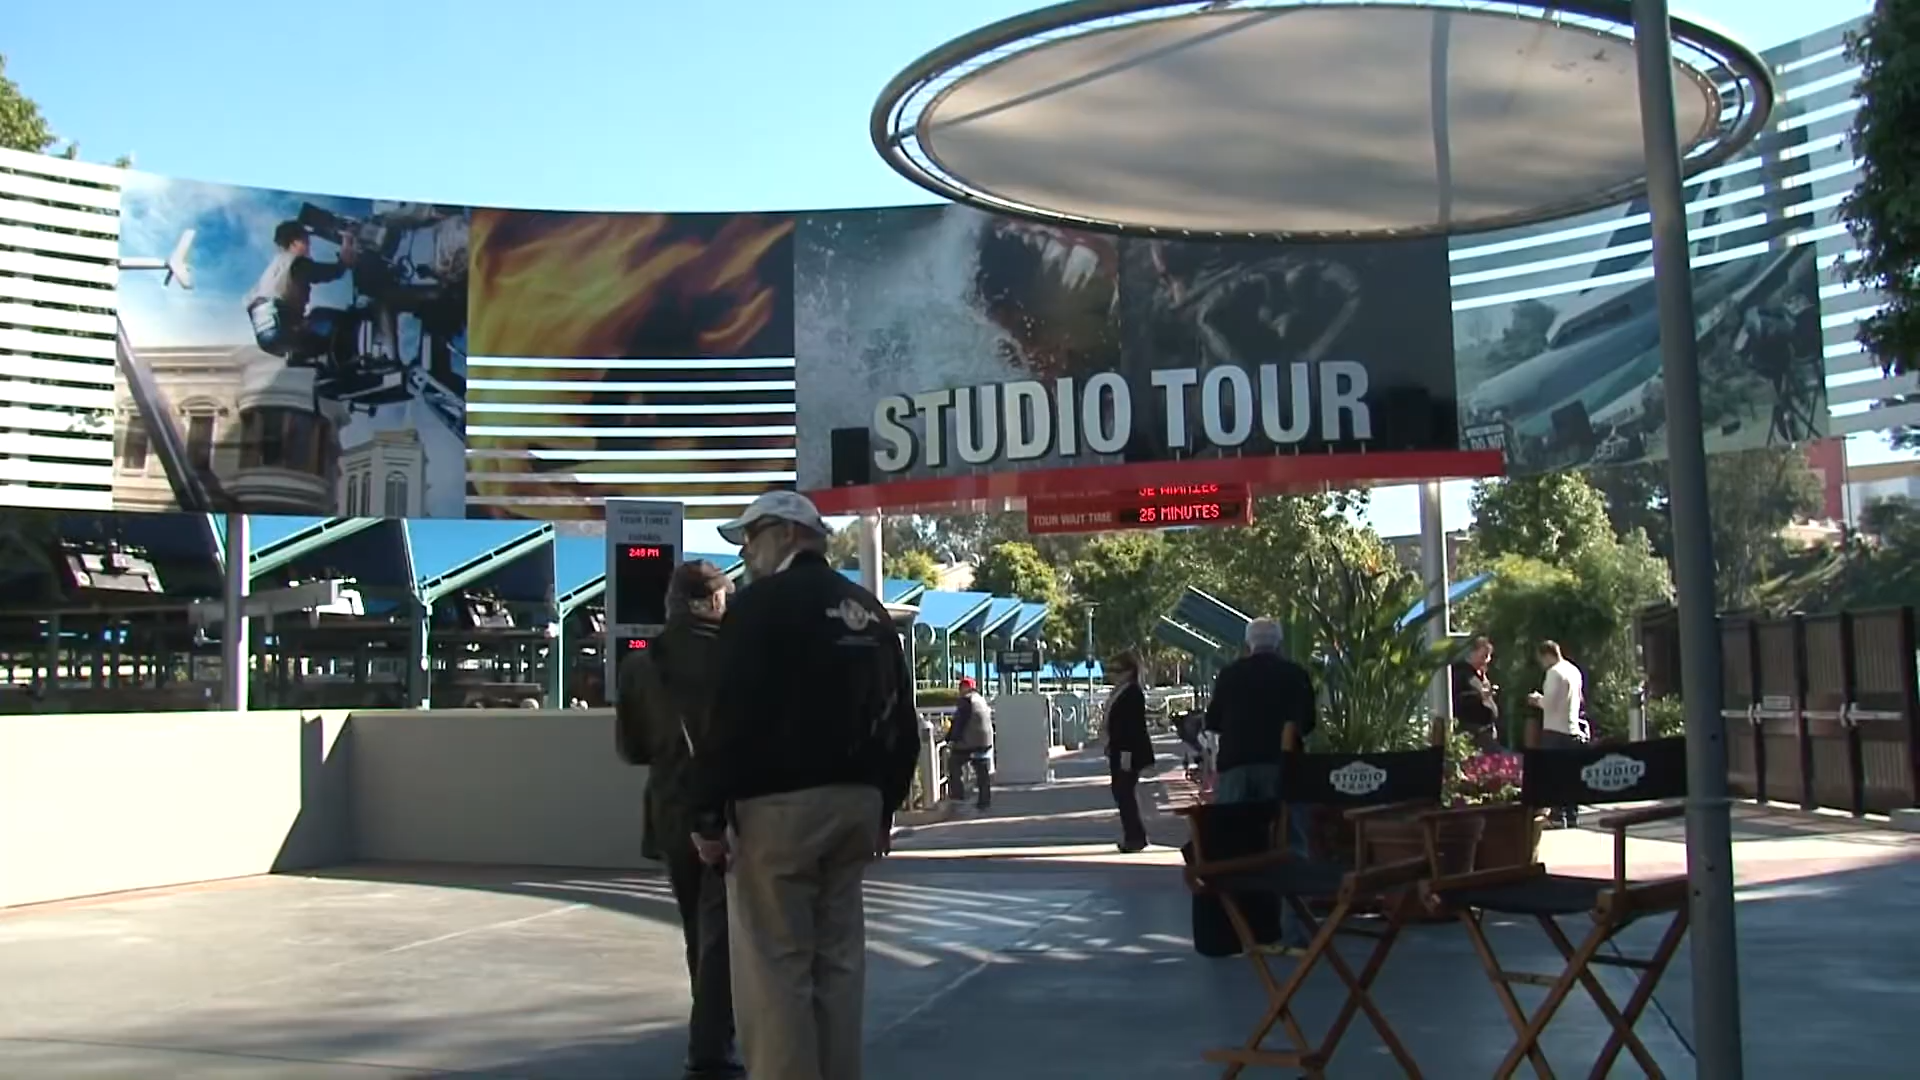 STUDIO TOUR
TOUR WAIT TIME 25 MINUTES
TOUR TIMES
ESPAÑOL
2:45 PM
2:00
DO NOT
STUDIO
TOUR
STUDIO
TOUR